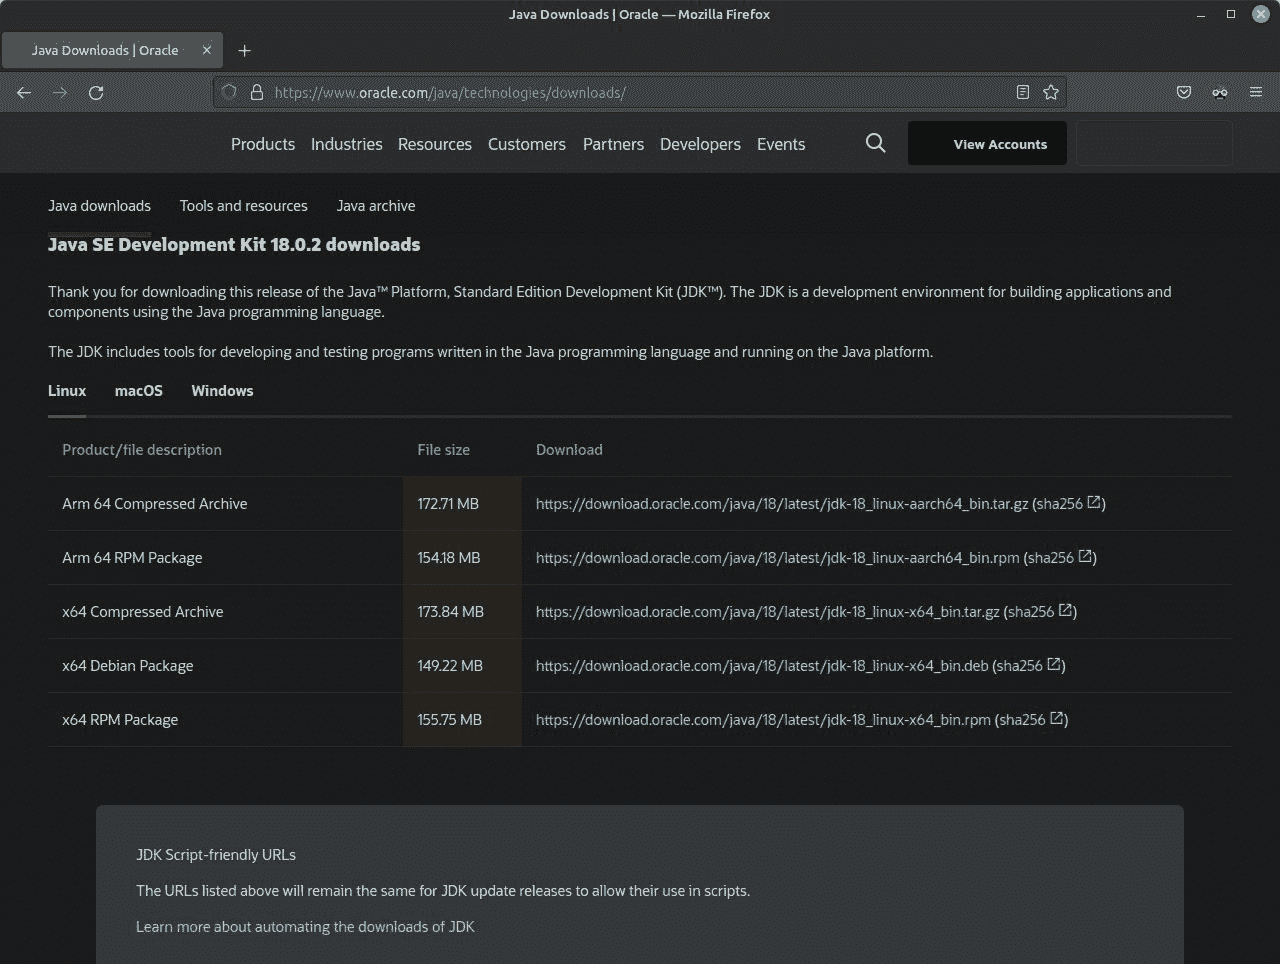 Java Downloads | Oracle — Mozilla Firefox
Java Downloads | Oracle
https://www.oracle.com/java/technologies/downloads/
Products Industries Resources Customers Partners Developers Events View Accounts
Java downloads Tools and resources Java archive
Java SE Development Kit 18.0.2 downloads
Thank you for downloading this release of the Java™ Platform, Standard Edition Development Kit (JDK™). The JDK is a development environment for building applications and
components using the Java programming language.
The JDK includes tools for developing and testing programs written in the Java programming language and running on the Java platform.
Linux macOS Windows
Product/file description File size Download
Arm 64 Compressed Archive 172.71 MB https://download.oracle.com/java/18/latest/jdk-18_linux-aarch64_bin.tar.gz (sha256)
Arm 64 RPM Package 154.18 MB https://download.oracle.com/java/18/latest/jdk-18_linux-aarch64_bin.rpm (sha256)
x64 Compressed Archive 173.84 MB https://download.oracle.com/java/18/latest/jdk-18_linux-x64_bin.tar.gz (sha256)
x64 Debian Package 149.22 MB https://download.oracle.com/java/18/latest/jdk-18_linux-x64_bin.deb (sha256)
x64 RPM Package 155.75 MB https://download.oracle.com/java/18/latest/jdk-18_linux-x64_bin.rpm (sha256)
JDK Script-friendly URLs
The URLs listed above will remain the same for JDK update releases to allow their use in scripts.
Learn more about automating the downloads of JDK